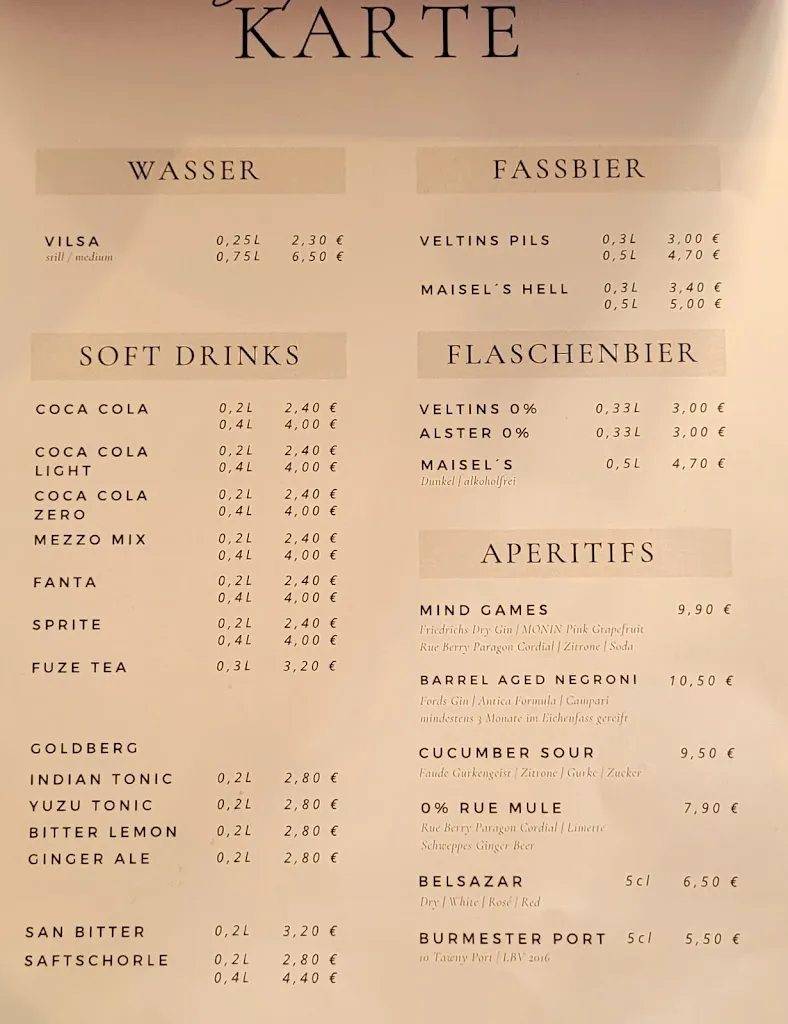 KARTE
WASSER
VILSA 0,25L 2,30 €
still / medium 0,75L 6,50 €
SOFT DRINKS
COCA COLA 0,2L 2,40 €
0,4L 4,00 €
COCA COLA 0,2L 2,40 €
LIGHT 0,4L 4,00 €
COCA COLA 0,2L 2,40 €
ZERO 0,4L 4,00 €
MEZZO MIX 0,2L 2,40 €
0,4L 4,00 €
FANTA 0,2L 2,40 €
0,4L 4,00 €
SPRITE 0,2L 2,40 €
0,4L 4,00 €
FUZE TEA 0,3L 3,20 €
GOLDBERG
INDIAN TONIC 0,2L 2,80 €
YUZU TONIC 0,2L 2,80 €
BITTER LEMON 0,2L 2,80 €
GINGER ALE 0,2L 2,80 €
SAN BITTER 0,2L 3,20 €
SAFTSCHORLE 0,2L 2,80 €
0,4L 4,40 €
FASSBIER
VELTINS PILS 0,3L 3,00 €
0,5L 4,70 €
MAISEL´S HELL 0,3L 3,40 €
0,5L 5,00 €
FLASCHENBIER
VELTINS 0% 0,33L 3,00 €
ALSTER 0% 0,33L 3,00 €
MAISEL´S 0,5L 4,70 €
Dunkel / alkoholfrei
APERITIFS
MIND GAMES 9,90 €
Friedrichs Dry Gin | MONIN Pink Grapefruit
Rue Berry Paragon Cordial | Zitrone | Soda
BARREL AGED NEGRONI 10,50 €
Fords Gin | Antica Formula | Campari
mindestens 3 Monate im Eichenfass gereift
CUCUMBER SOUR 9,50 €
Faude Gurkengeist | Zitrone | Gurke | Zucker
0% RUE MULE 7,90 €
Rue Berry Paragon Cordial | Limette
Schweppes Ginger Beer
BELSAZAR 5cl 6,50 €
Dry | White | Rosé | Red
BURMESTER PORT 5cl 5,50 €
10 Tawny Port | LBV 2016